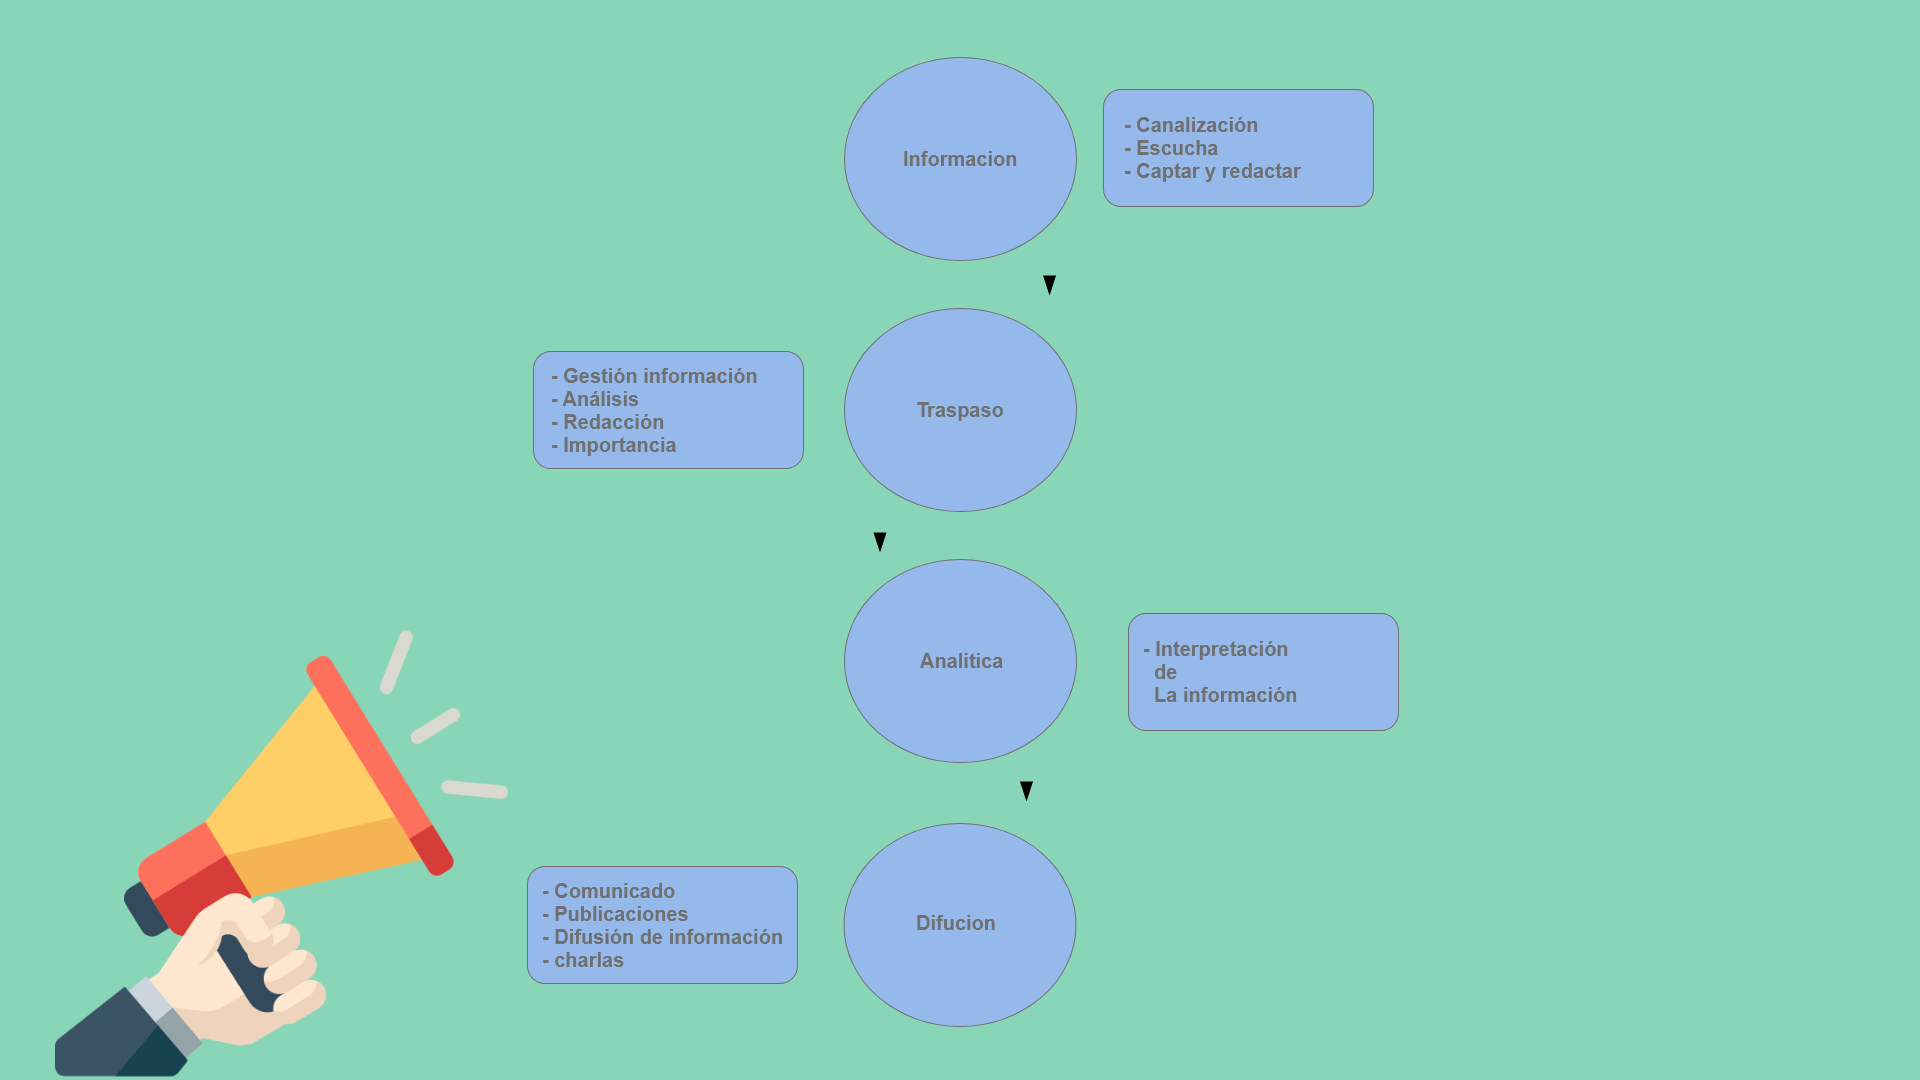 Informacion
- Canalización
- Escucha
- Captar y redactar
- Gestión información
- Análisis
- Redacción
- Importancia
Traspaso
Analitica
- Interpretación
de
La información
- Comunicado
- Publicaciones
- Difusión de información
- charlas
Difucion